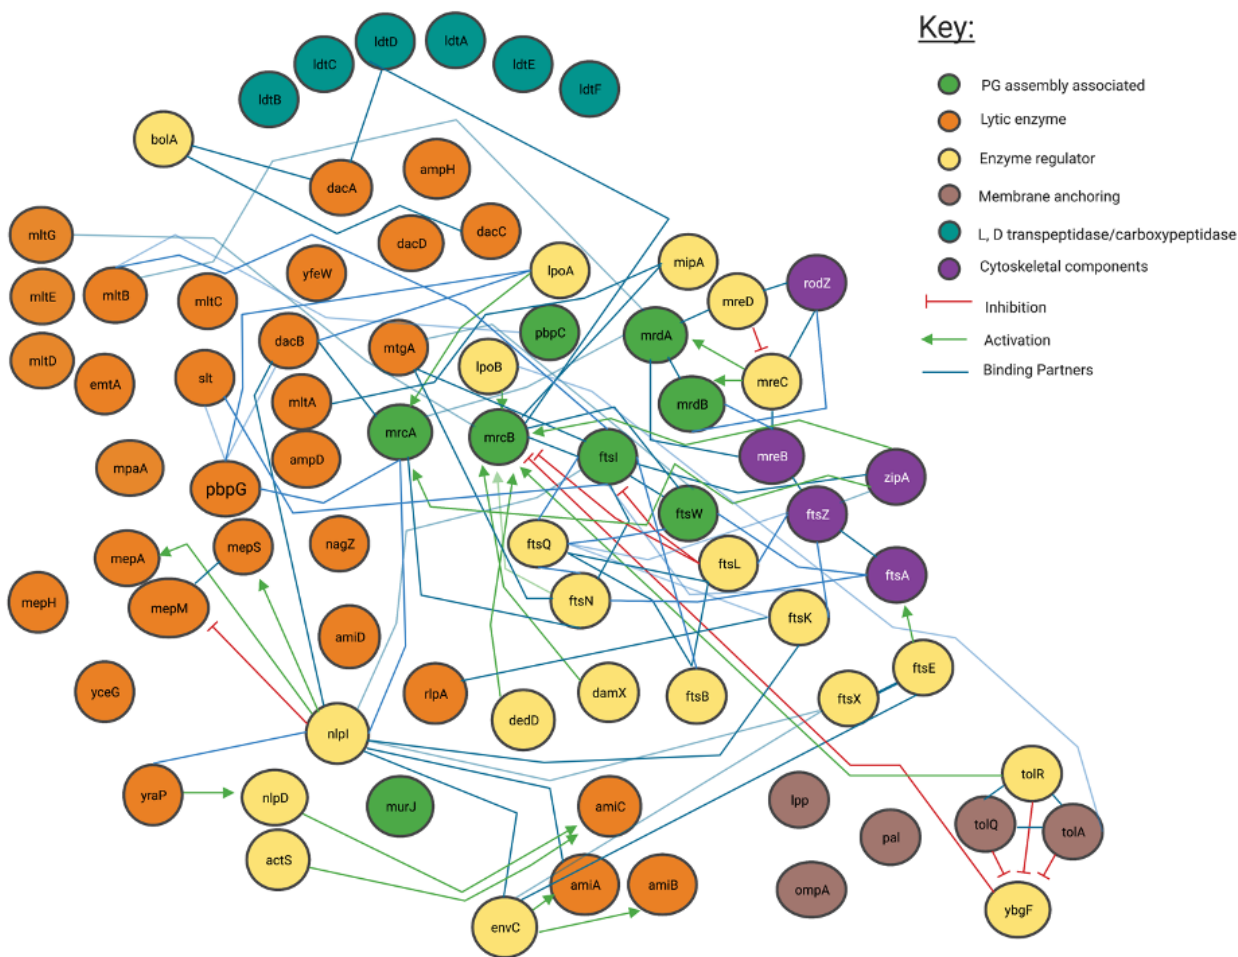 Key:
PG assembly associated
Lytic enzyme
Enzyme regulator
Membrane anchoring
L, D transpeptidase/carboxypeptidase
Cytoskeletal components
Inhibition
Activation
Binding Partners
ldtB
ldtC
ldtD
ldtA
ldtE
ldtF
bolA
dacA
ampH
mltG
dacD
dacC
mltE
mltB
mltC
yfeW
lpoA
mipA
mreD
rodZ
mltD
emtA
slt
dacB
mtgA
pbpC
mrdA
lpoB
mreC
mltA
mrcA
mrcB
mrdB
mpaA
pbpG
ampD
ftsI
mreB
zipA
mepA
mepS
nagZ
ftsW
ftsZ
ftsQ
ftsL
ftsA
mepH
mepM
amiD
ftsN
ftsK
yceG
nlpI
rlpA
dedD
damX
ftsB
ftsX
ftsE
yraP
nlpD
murJ
amiC
lpp
tolR
actS
pal
tolQ
tolA
envC
amiA
amiB
ompA
ybgF